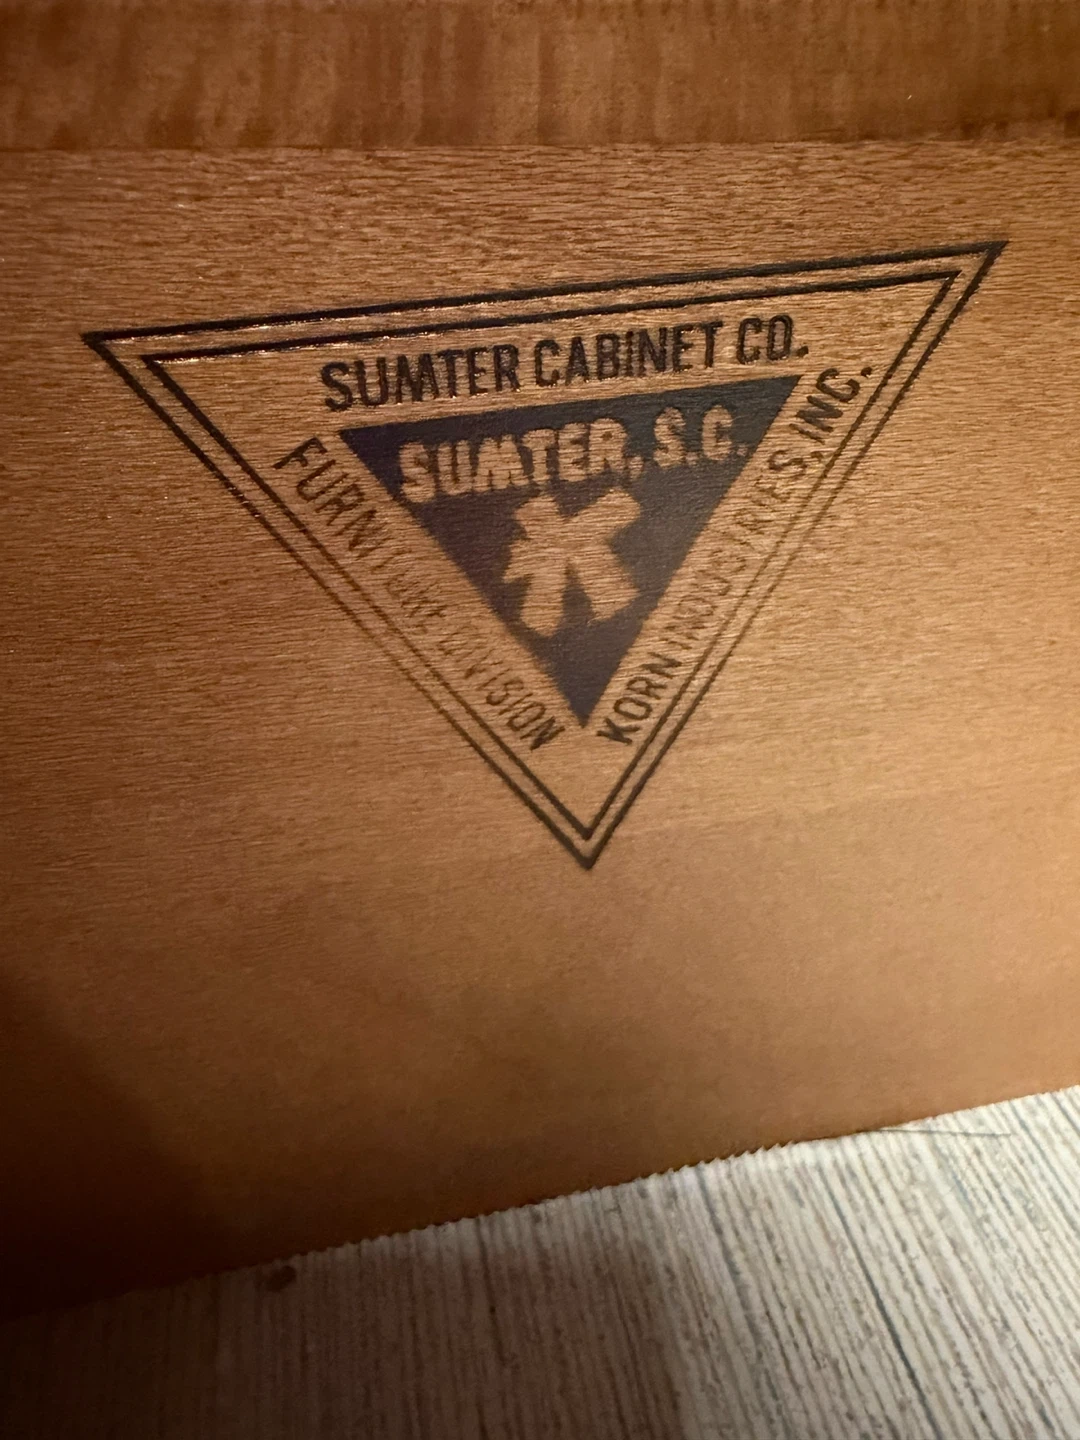 SUMTER CABINET CO.
SUMTER, S.C.
K
FURNITURE DIVISION
KORN INDUSTRIES, INC.